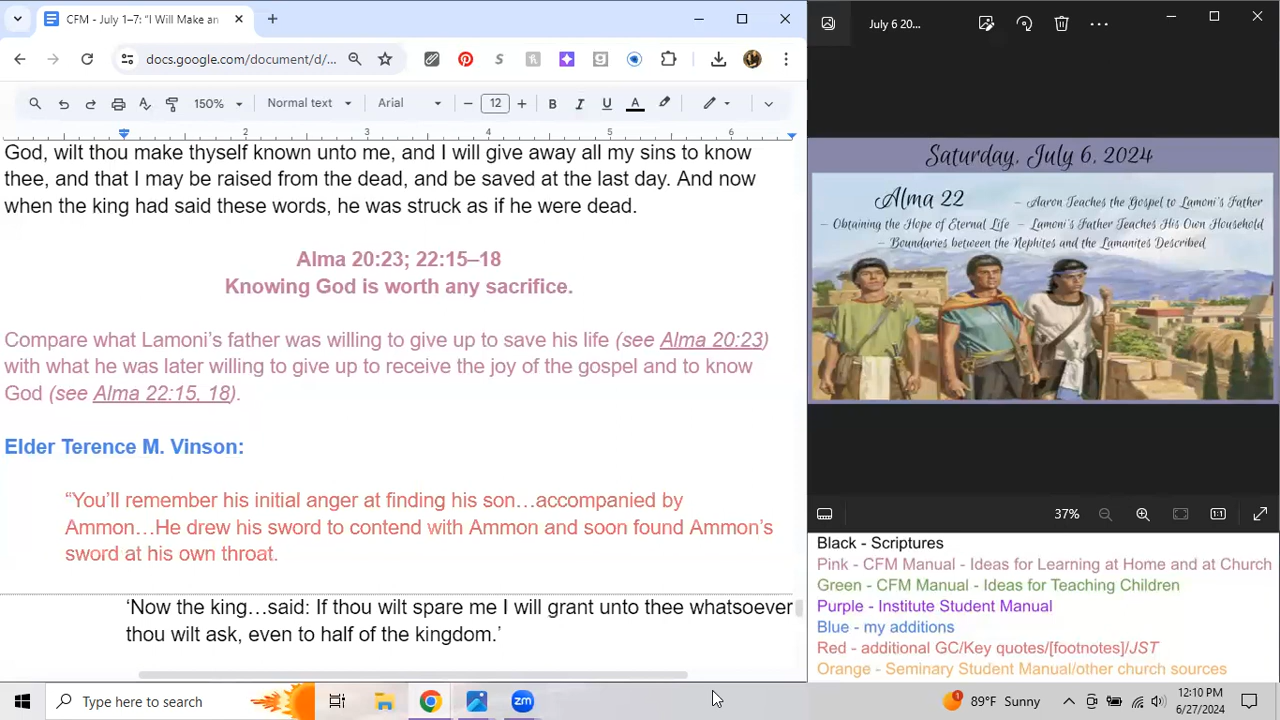 CFM - July 1–7: “I Will Make an
docs.google.com/document/d/...
150%
Normal text
Arial
12
2
3
4
5
6
God, wilt thou make thyself known unto me, and I will give away all my sins to know
thee, and that I may be raised from the dead, and be saved at the last day. And now
when the king had said these words, he was struck as if he were dead.
Alma 20:23; 22:15–18
Knowing God is worth any sacrifice.
Compare what Lamoni’s father was willing to give up to save his life (see Alma 20:23)
with what he was later willing to give up to receive the joy of the gospel and to know
God (see Alma 22:15, 18).
Elder Terence M. Vinson:
“You’ll remember his initial anger at finding his son…accompanied by
Ammon…He drew his sword to contend with Ammon and soon found Ammon’s
sword at his own throat.
‘Now the king…said: If thou wilt spare me I will grant unto thee whatsoever
thou wilt ask, even to half of the kingdom.’
July 6 20...
Saturday, July 6, 2024
Alma 22
– Aaron Teaches the Gospel to Lamoni's Father
– Obtaining the Hope of Eternal Life – Lamoni's Father Teaches His Own Household
– Boundaries between the Nephites and the Lamanites Described
37%
Black - Scriptures
Pink - CFM Manual - Ideas for Learning at Home and at Church
Green - CFM Manual - Ideas for Teaching Children
Purple - Institute Student Manual
Blue - my additions
Red - additional GC/Key quotes/[footnotes]/JST
Orange - Seminary Student Manual/other church sources
Type here to search
zm
1
89°F Sunny
12:10 PM
6/27/2024